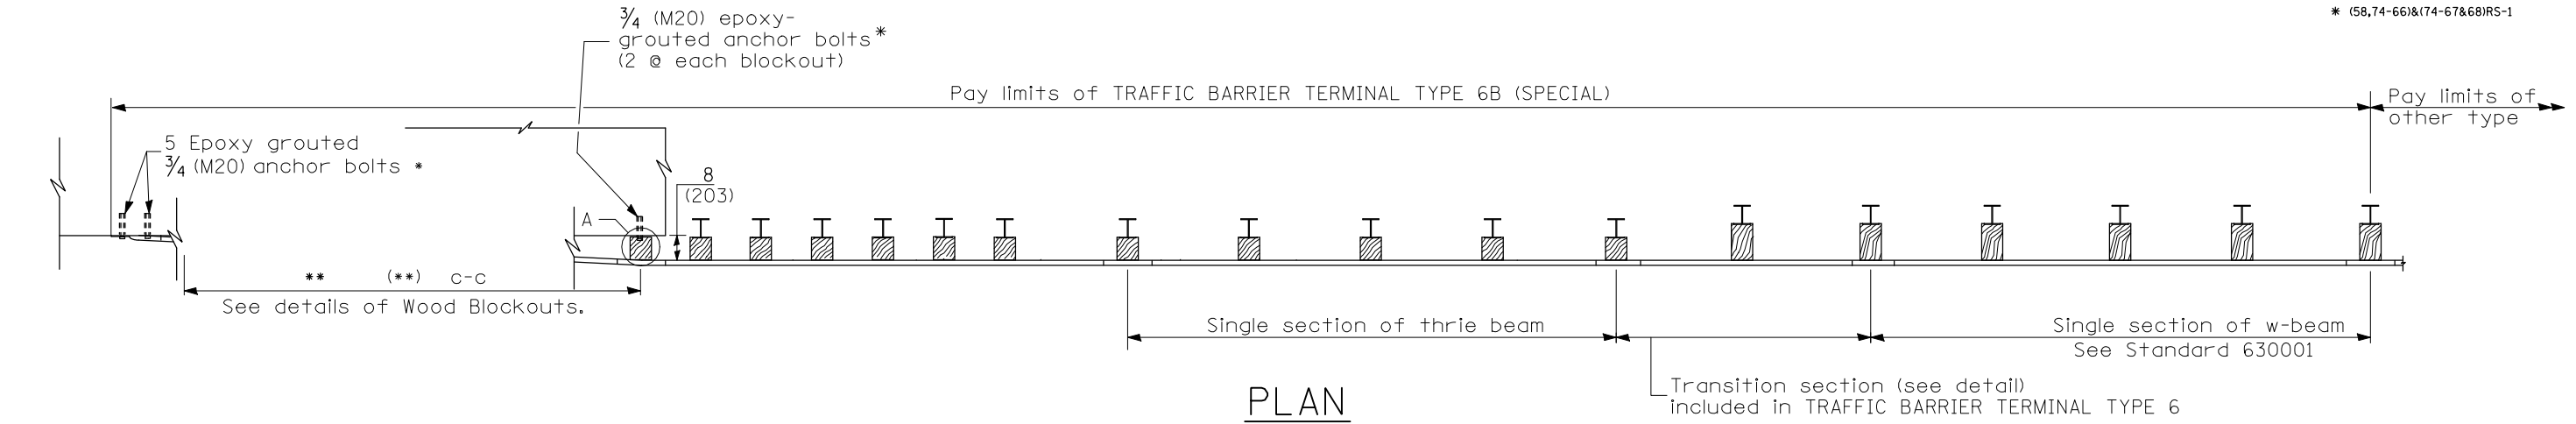 * (58,74-66)&(74-67&68)RS-1
3/4 (M20) epoxy-
grouted anchor bolts*
(2 @ each blockout)
Pay limits of TRAFFIC BARRIER TERMINAL TYPE 6B (SPECIAL)
Pay limits of
other type
5 Epoxy grouted
3/4 (M20) anchor bolts *
8
(203)
A
** (**) c-c
See details of Wood Blockouts.
Single section of thrie beam
Single section of w-beam
See Standard 630001
Transition section (see detail)
included in TRAFFIC BARRIER TERMINAL TYPE 6
PLAN